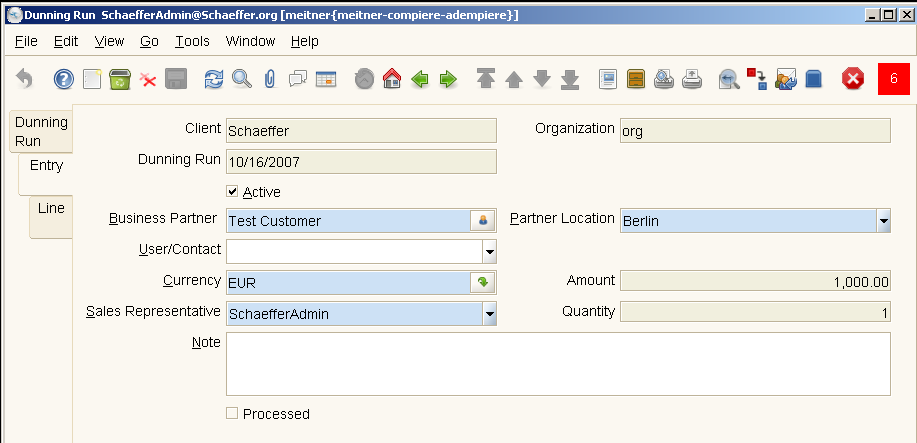 Dunning Run SchaefferAdmin@Schaeffer.org [meitner{meitner-compiere-adempiere}]
File Edit View Go Tools Window Help
6
Dunning Run
Entry
Line
Client Schaeffer Organization org
Dunning Run 10/16/2007
Active
Business Partner Test Customer Partner Location Berlin
User/Contact
Currency EUR Amount 1,000.00
Sales Representative SchaefferAdmin Quantity 1
Note
Processed